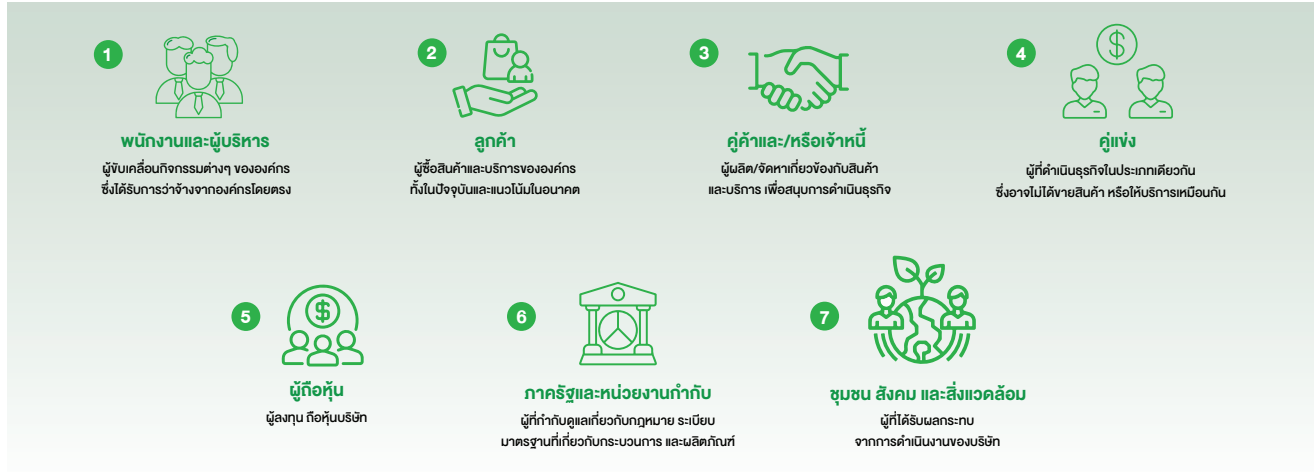 1
พนักงานและผู้บริหาร
ผู้ขับเคลื่อนกิจกรรมต่างๆ ขององค์กร
ซึ่งได้รับการว่าจ้างจากองค์กรโดยตรง
2
ลูกค้า
ผู้ซื้อสินค้าและบริการขององค์กร
ทั้งในปัจจุบันและแนวโน้มในอนาคต
3
คู่ค้าและ/หรือเจ้าหนี้
ผู้ผลิต/จัดหาเกี่ยวข้องกับสินค้า
และบริการ เพื่อสนุบการดำเนินธุรกิจ
4
คู่แข่ง
ผู้ที่ดำเนินธุรกิจในประเภทเดียวกัน
ซึ่งอาจไม่ได้ขายสินค้า หรือให้บริการเหมือนกัน
5
ผู้ถือหุ้น
ผู้ลงทุน ถือหุ้นบริษัท
6
ภาครัฐและหน่วยงานกำกับ
ผู้ที่กำกับดูแลเกี่ยวกับกฎหมาย ระเบียบ
มาตรฐานที่เกี่ยวกับกระบวนการ และผลิตภัณฑ์
7
ชุมชน สังคม และสิ่งแวดล้อม
ผู้ที่ได้รับผลกระทบ
จากการดำเนินงานของบริษัท